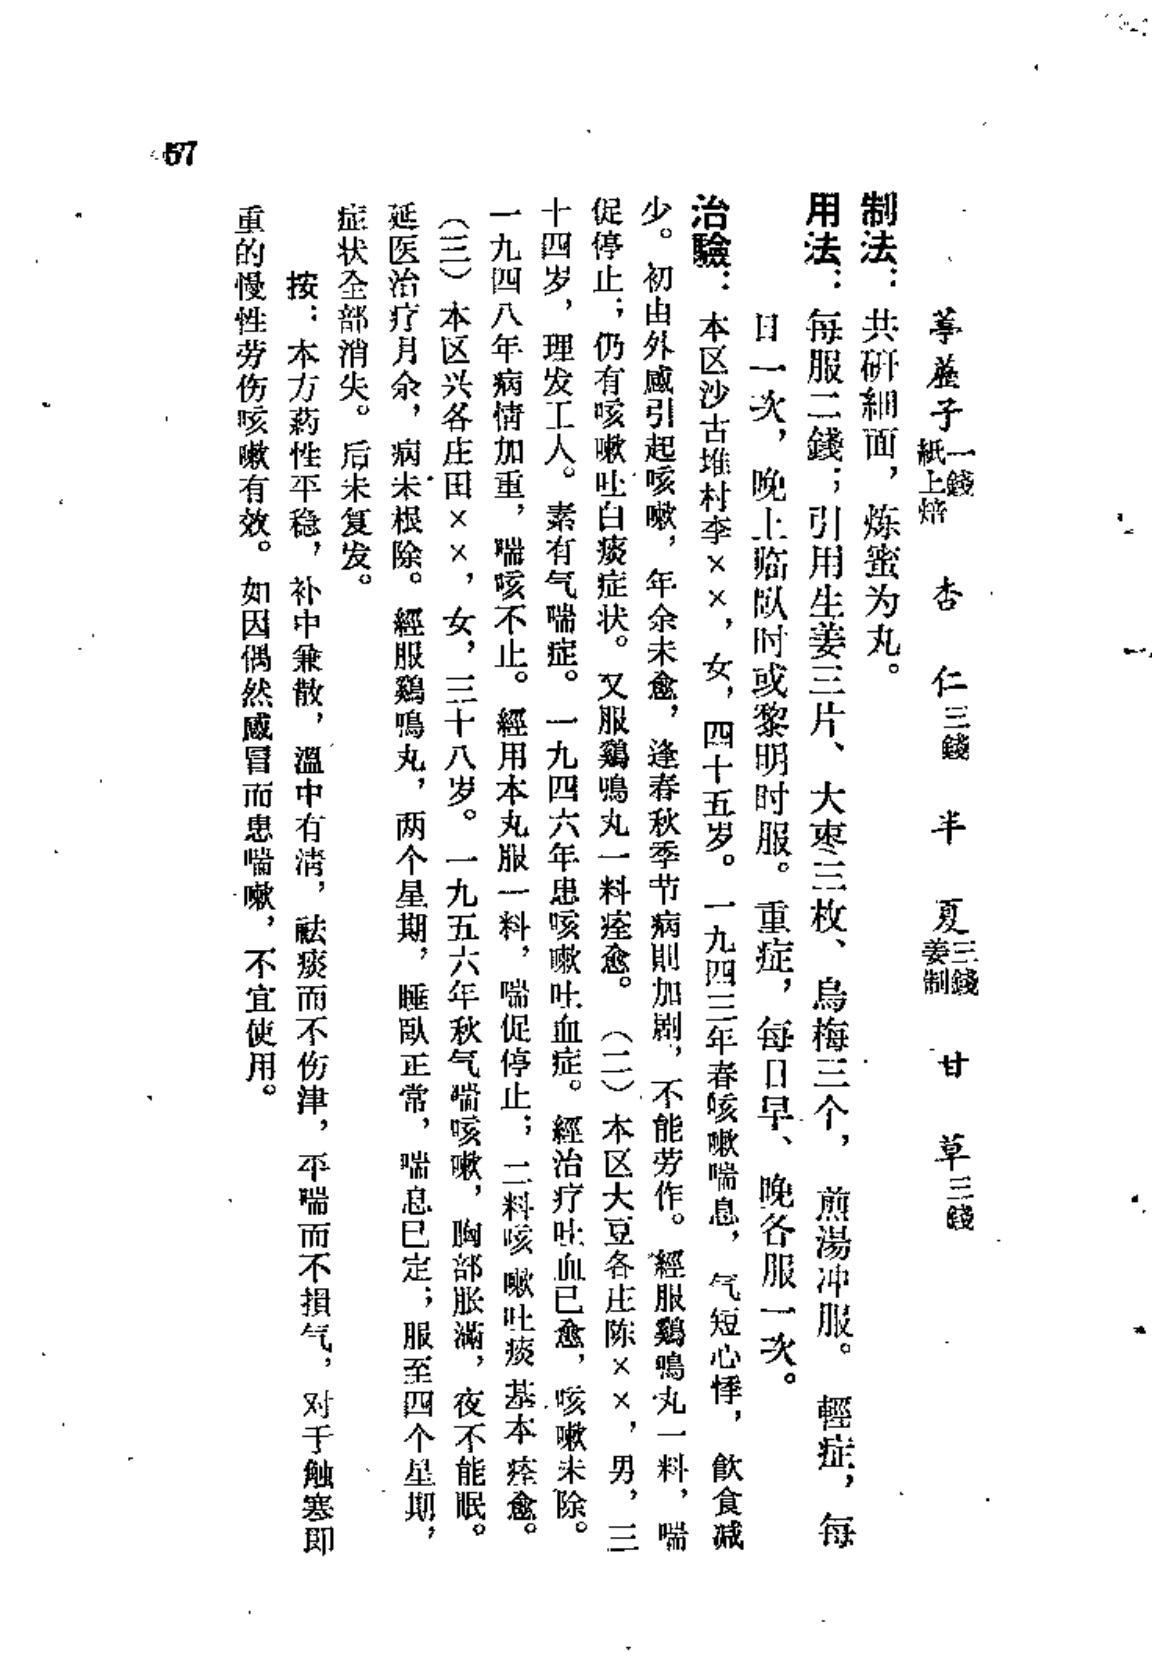 葶藶子一錢 紙上焙　杏仁三錢　半夏三錢 姜制　甘草三錢
制法：共研細面，炼蜜为丸。
用法：每服二錢；引用生姜三片、大枣三枚、烏梅三个，煎湯冲服。輕症，每
日一次，晚上临臥时或黎明时服。重症，每日早、晚各服一次。
治驗：本区沙古堆村李××，女，四十五岁。一九四三年春咳嗽喘息，气短心悸，飲食减
少。初由外感引起咳嗽，年余未愈，逢春秋季节病則加剧，不能劳作。經服鷄鳴丸一料，喘
促停止；仍有咳嗽吐白痰症状。又服鷄鳴丸一料痊愈。（二）本区大豆各庄陈××，男，三
十四岁，理发工人。素有气喘症。一九四六年患咳嗽吐血症。經治疗吐血已愈，咳嗽未除。
一九四八年病情加重，喘咳不止。經用本丸服一料，喘促停止；二料咳嗽吐痰基本痊愈。
（三）本区兴各庄田××，女，三十八岁。一九五六年秋气喘咳嗽，胸部胀滿，夜不能眠。
延医治疗月余，病未根除。經服鷄鳴丸，两个星期，睡臥正常，喘息已定；服至四个星期，
症状全部消失。后未复发。
按：本方葯性平稳，补中兼散，溫中有淸，祛痰而不伤津，平喘而不損气，对于触寒即
重的慢性劳伤咳嗽有效。如因偶然感冒而患喘嗽，不宜使用。
57